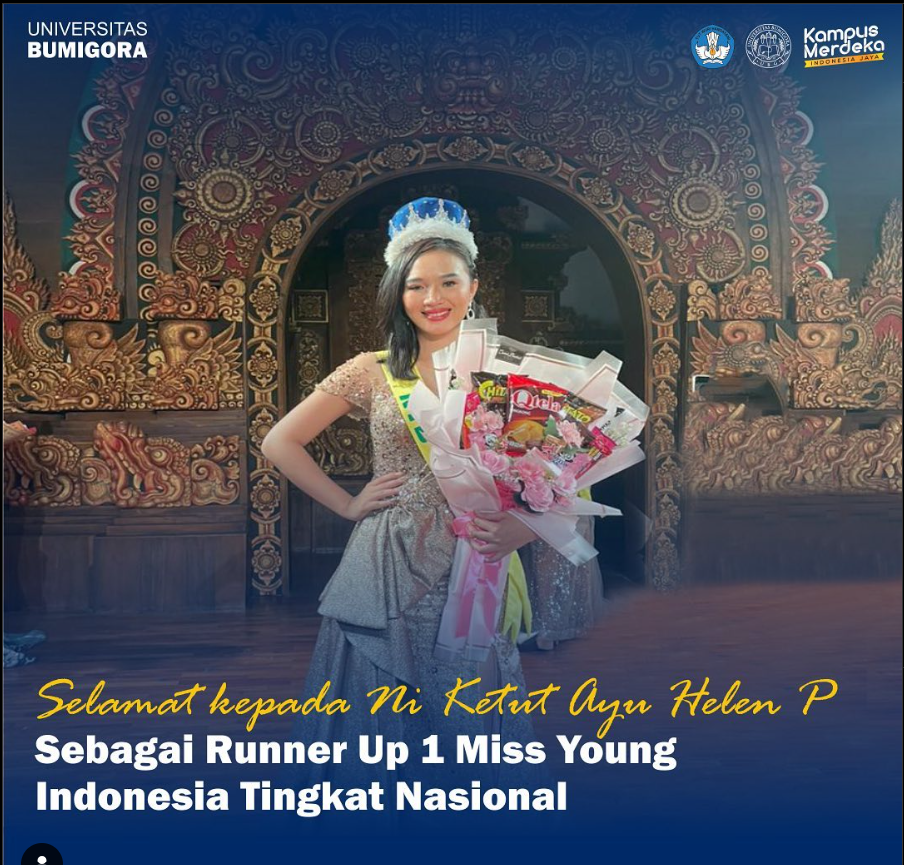 UNIVERSITAS
BUMIGORA
Kampus
Merdeka
INDONESIA JAYA
Qtela
Selamat kepada Ni Ketut Ayu Helen P
Sebagai Runner Up 1 Miss Young
Indonesia Tingkat Nasional